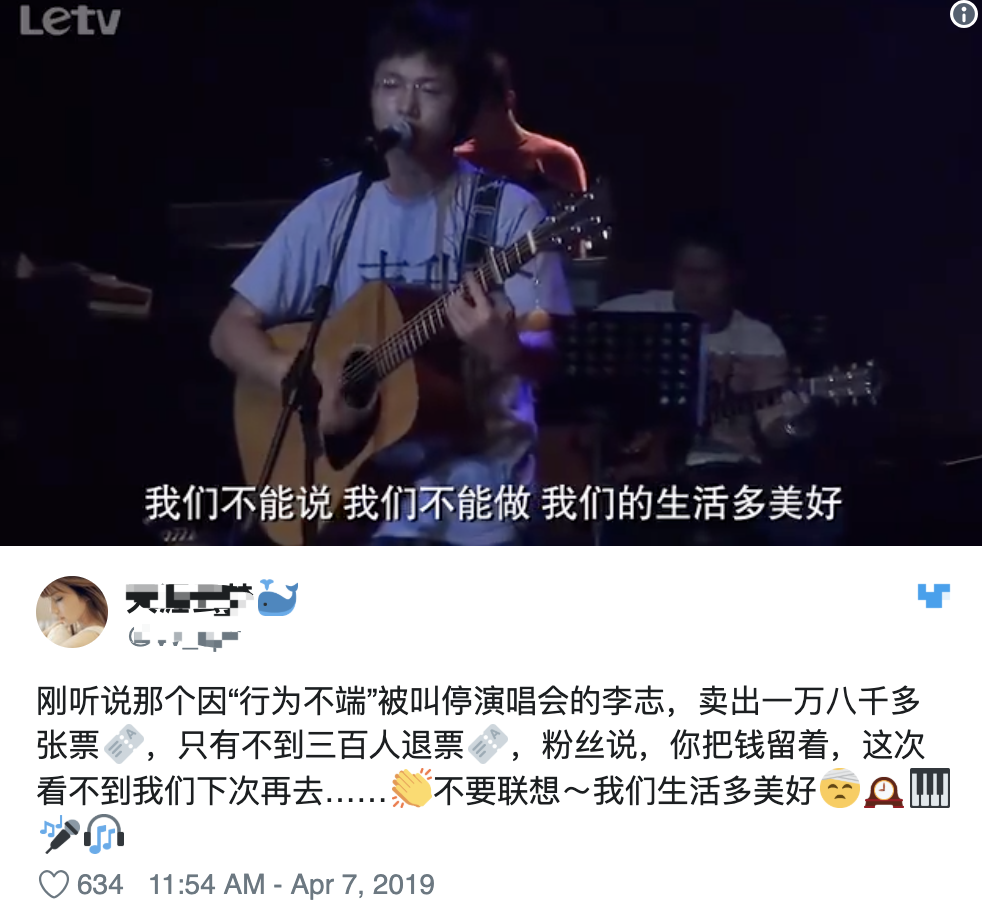 Letv
我们不能说 我们不能做 我们的生活多美好
刚听说那个因“行为不端”被叫停演唱会的李志，卖出一万八千多
张票，只有不到三百人退票，粉丝说，你把钱留着，这次
看不到我们下次再去……👏不要联想～我们生活多美好
634 11:54 AM - Apr 7, 2019